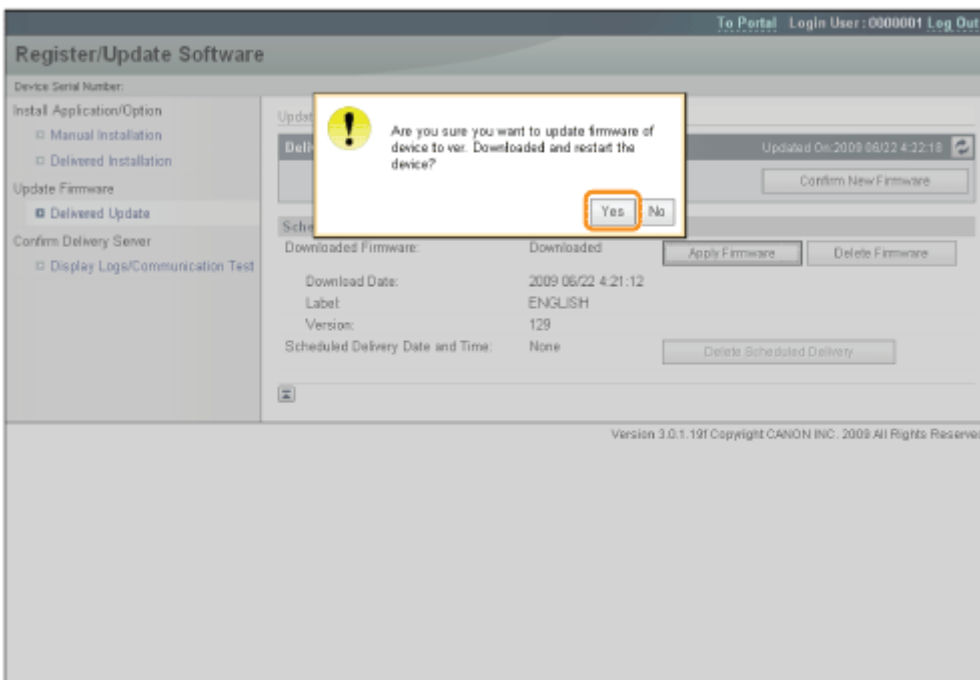 To Portal Login User : 0000001 Log Out
Register/Update Software
Device Serial Number:
Install Application/Option
Manual Installation
Delivered Installation
Update Firmware
Delivered Update
Confirm Delivery Server
Display Logs/Communication Test
Updat
Deli
Updated On:2009 06/22 4:22:18
Confirm New Firmware
Are you sure you want to update firmware of
device to ver. Downloaded and restart the
device?
Yes No
Sche
Downloaded Firmware: Downloaded Apply Firmware Delete Firmware
Download Date: 2009 06/22 4:21:12
Label: ENGLISH
Version: 129
Scheduled Delivery Date and Time: None Delete Scheduled Delivery
Version 3.0.1.19f Copyright CANON INC. 2009 All Rights Reserve